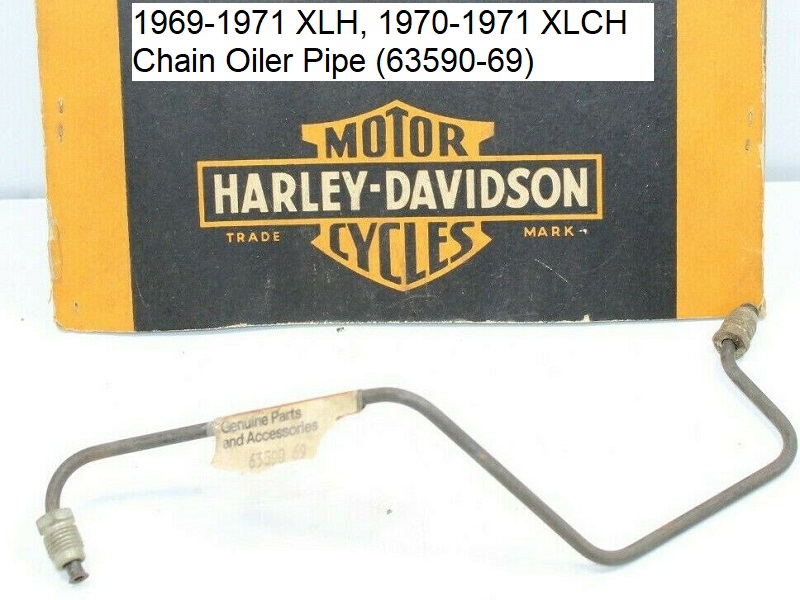 1969-1971 XLH, 1970-1971 XLCH
Chain Oiler Pipe (63590-69)
MOTOR
HARLEY-DAVIDSON
TRADE MARK
CYCLES
Genuine Parts
and Accessories
63590 69